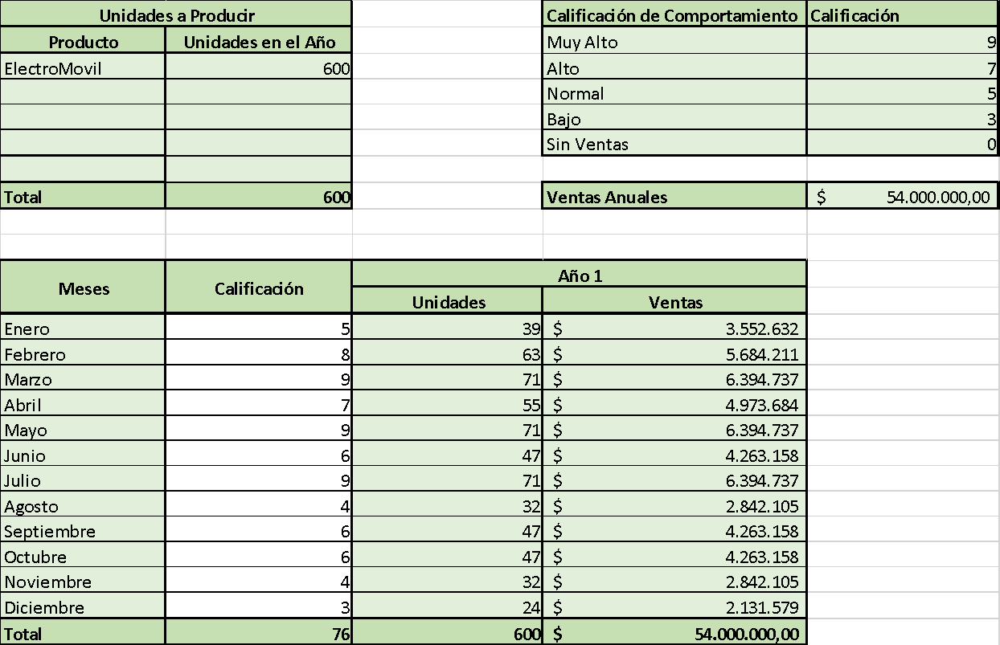 Unidades a Producir
Producto Unidades en el Año
ElectroMovil 600
Total 600
Calificación de Comportamiento Calificación
Muy Alto 9
Alto 7
Normal 5
Bajo 3
Sin Ventas 0
Ventas Anuales $ 54.000.000,00
Meses Calificación Año 1
Unidades Ventas
Enero 5 39 $ 3.552.632
Febrero 8 63 $ 5.684.211
Marzo 9 71 $ 6.394.737
Abril 7 55 $ 4.973.684
Mayo 9 71 $ 6.394.737
Junio 6 47 $ 4.263.158
Julio 9 71 $ 6.394.737
Agosto 4 32 $ 2.842.105
Septiembre 6 47 $ 4.263.158
Octubre 6 47 $ 4.263.158
Noviembre 4 32 $ 2.842.105
Diciembre 3 24 $ 2.131.579
Total 76 600 $ 54.000.000,00